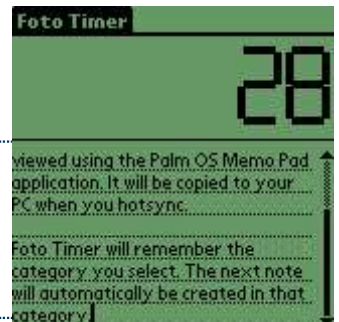 Foto Timer
28
viewed using the Palm OS Memo Pad
application. It will be copied to your
PC when you hotsync.
Foto Timer will remember the
category you select. The next note
will automatically be created in that
category